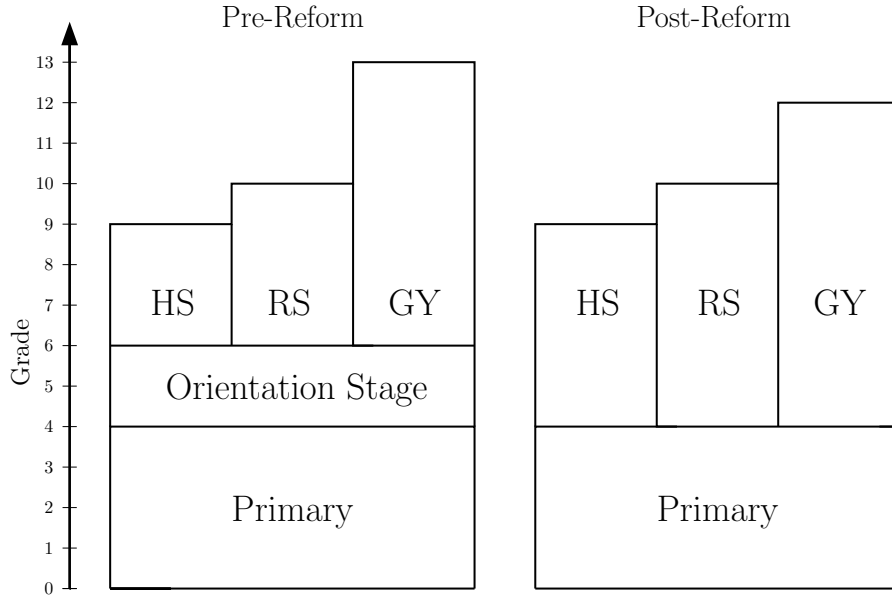 Pre-Reform
Post-Reform
Grade
13
12
11
10
9
8
7
6
5
4
3
2
1
0
HS
RS
GY
Orientation Stage
Primary
HS
RS
GY
Primary